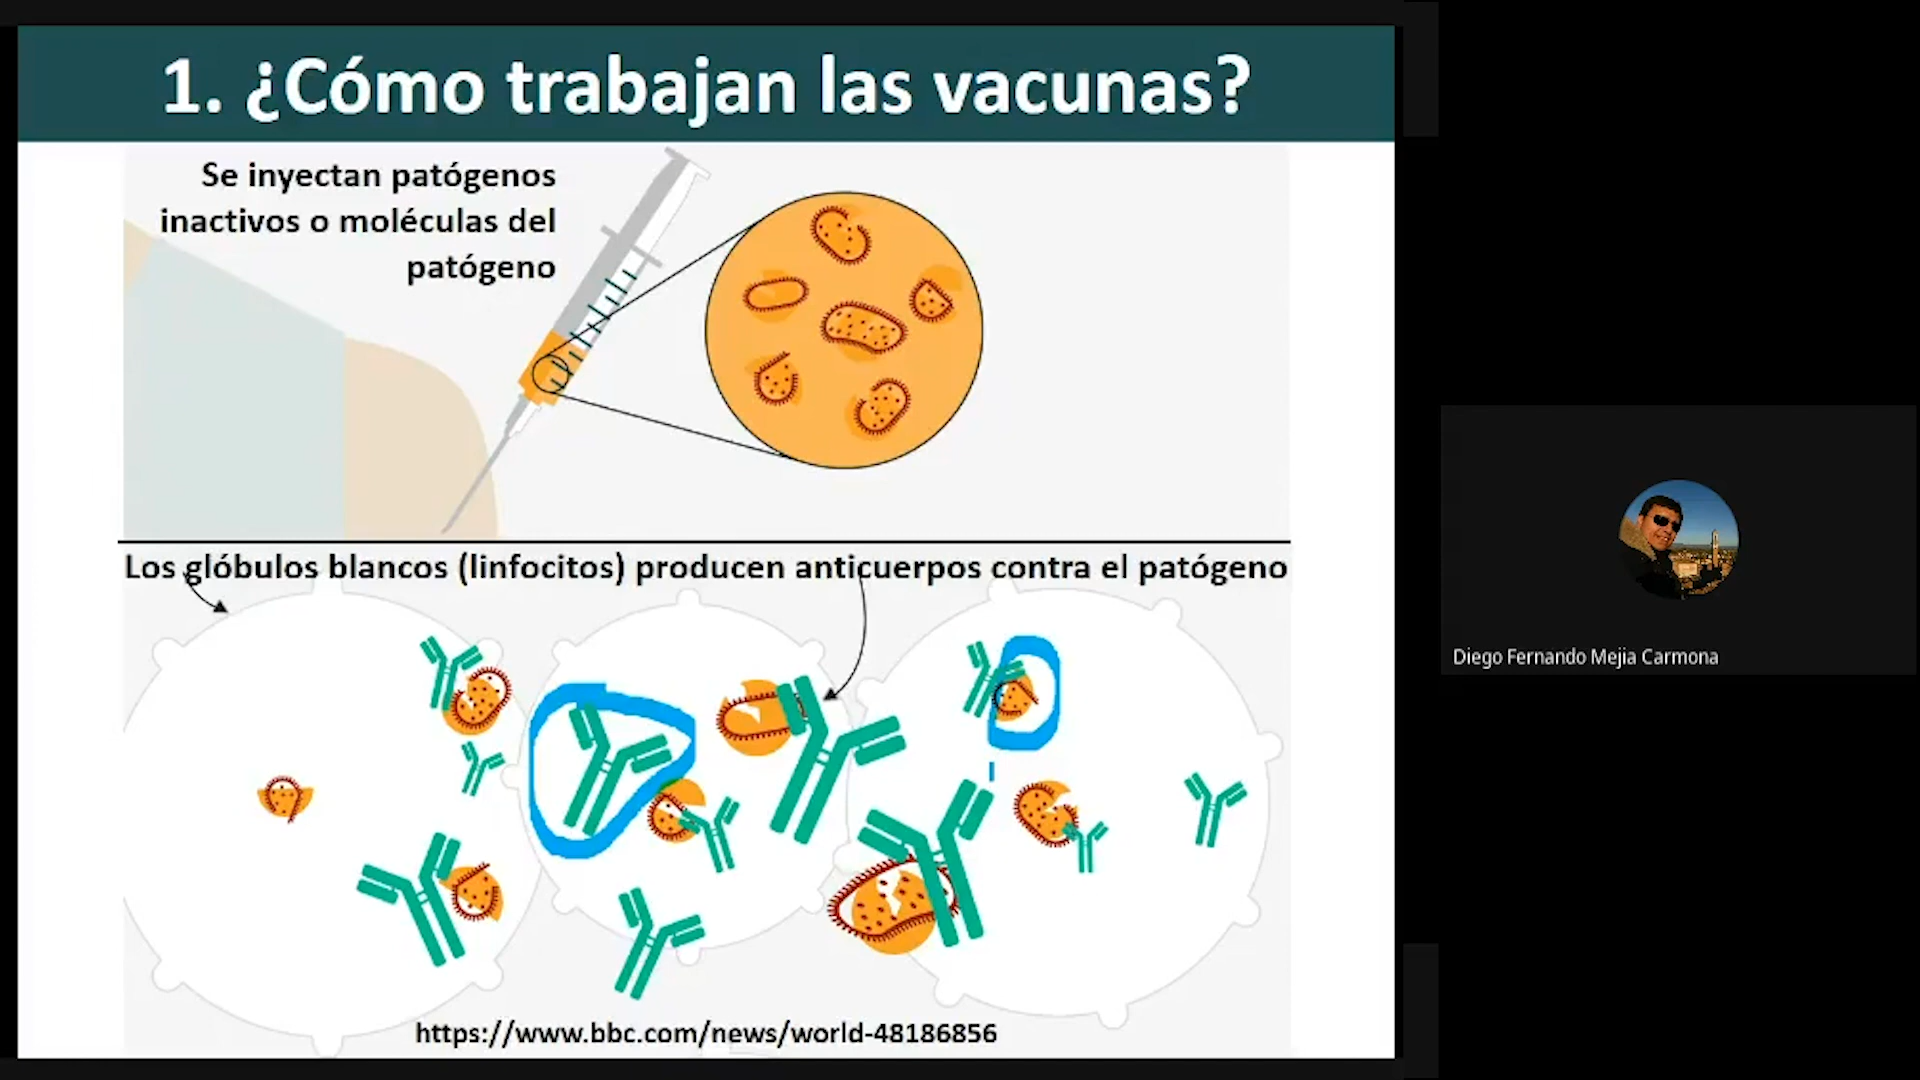 1. ¿Cómo trabajan las vacunas?
Se inyectan patógenos
inactivos o moléculas del
patógeno
Los glóbulos blancos (linfocitos) producen anticuerpos contra el patógeno
https://www.bbc.com/news/world-48186856
Diego Fernando Mejia Carmona